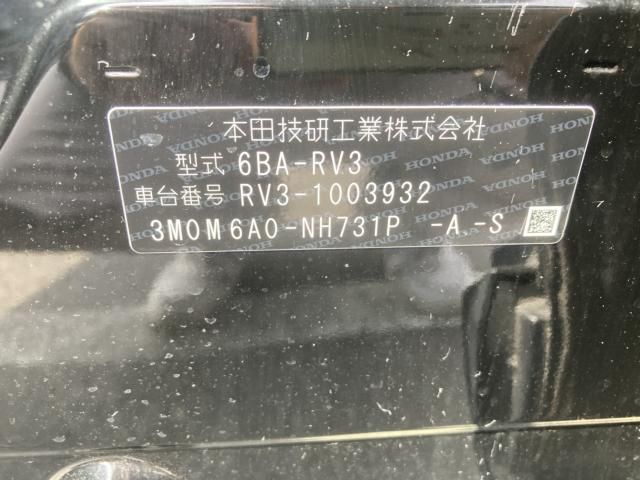 本田技研工業株式会社
型式 6BA-RV3
車台番号 RV3-1003932
3M0M6A0-NH731P -A.-S